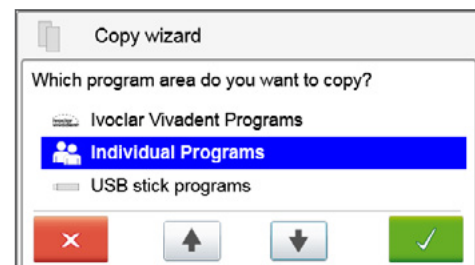 Copy wizard
Which program area do you want to copy?
Ivoclar Vivadent Programs
Individual Programs
USB stick programs